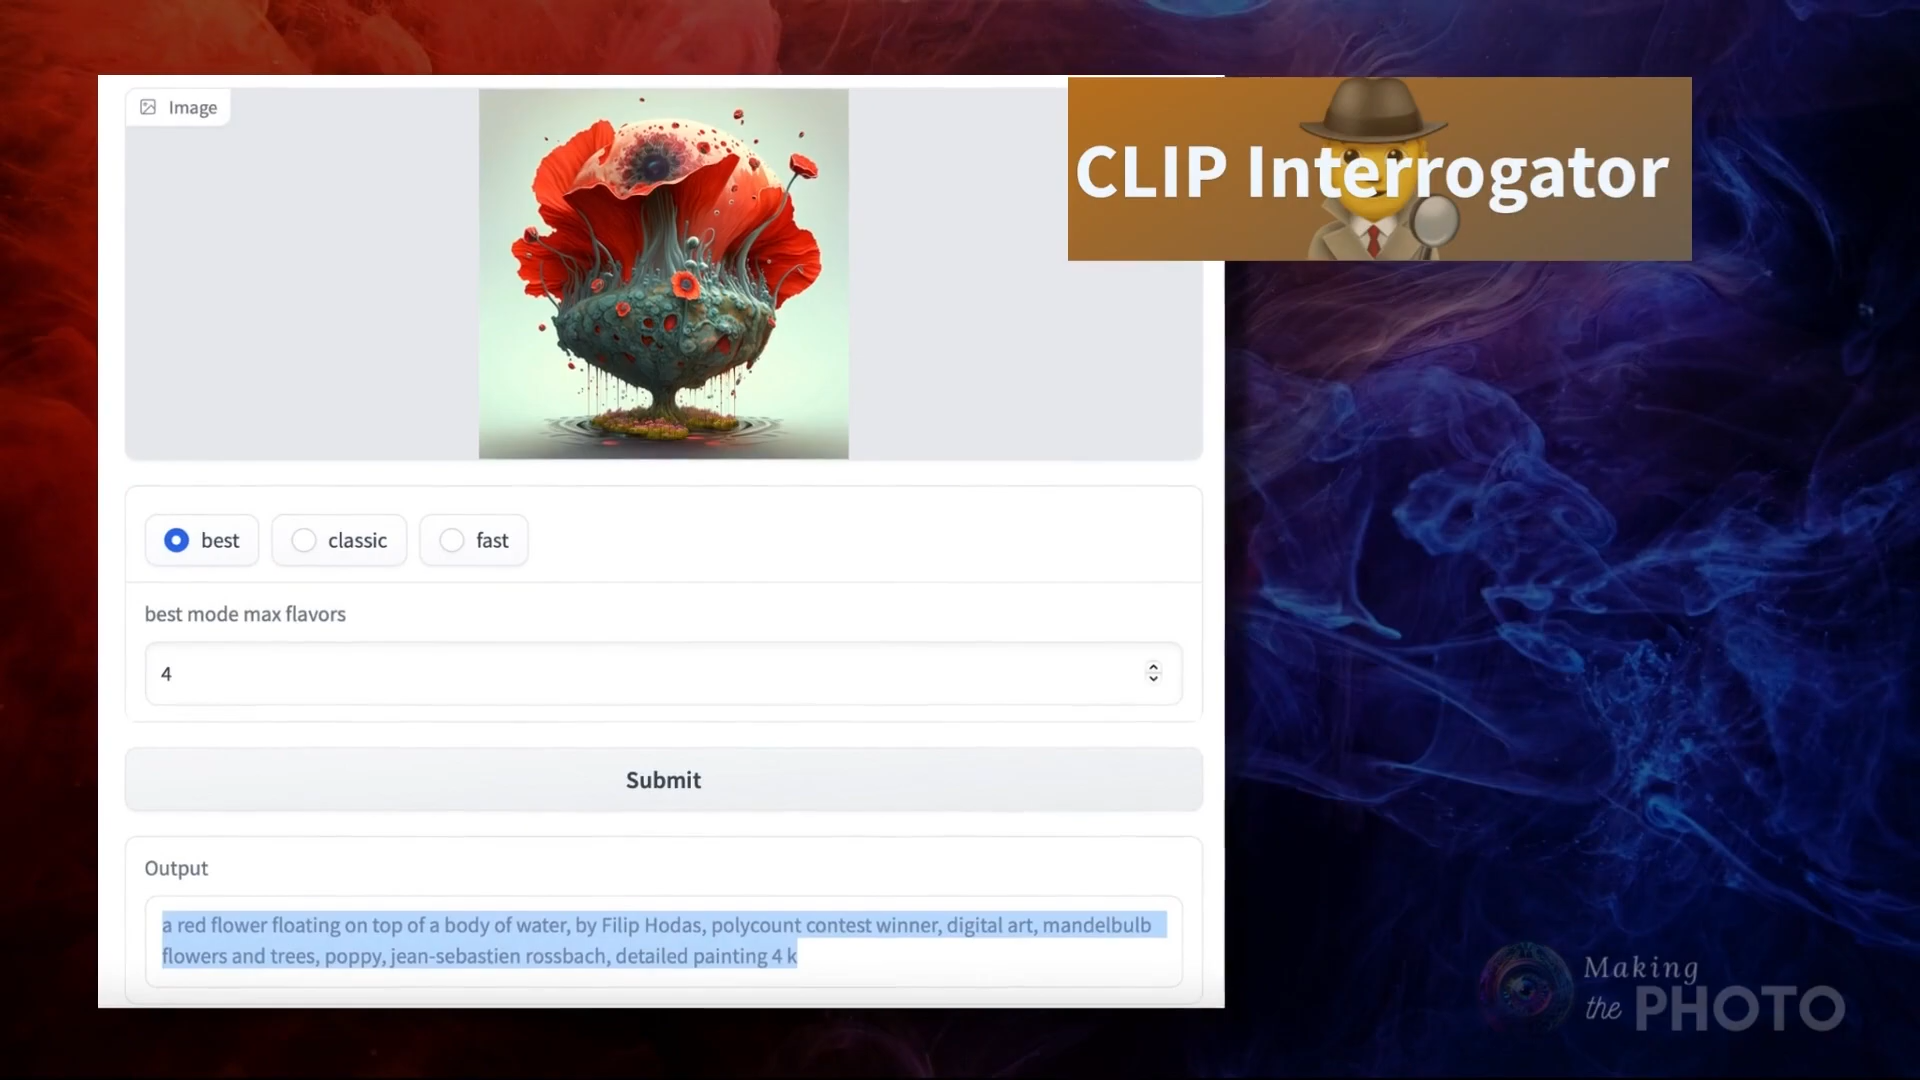 Image
CLIP Interrogator
best classic fast
best mode max flavors
4
Submit
Output
a red flower floating on top of a body of water, by Filip Hodas, polycount contest winner, digital art, mandelbulb
flowers and trees, poppy, jean-sebastien rossbach, detailed painting 4 k
Making
the PHOTO